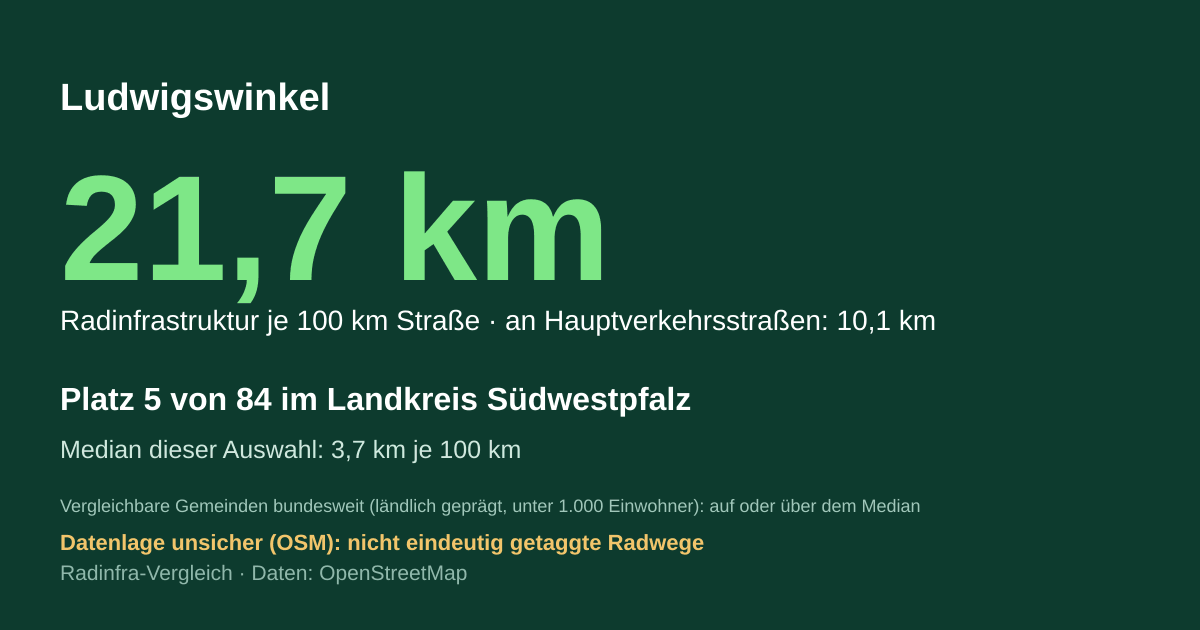 Ludwigswinkel
21,7 km
Radinfrastruktur je 100 km Straße · an Hauptverkehrsstraßen: 10,1 km
Platz 5 von 84 im Landkreis Südwestpfalz
Median dieser Auswahl: 3,7 km je 100 km
Vergleichbare Gemeinden bundesweit (ländlich geprägt, unter 1.000 Einwohner): auf oder über dem Median
Datenlage unsicher (OSM): nicht eindeutig getaggte Radwege
Radinfra-Vergleich · Daten: OpenStreetMap